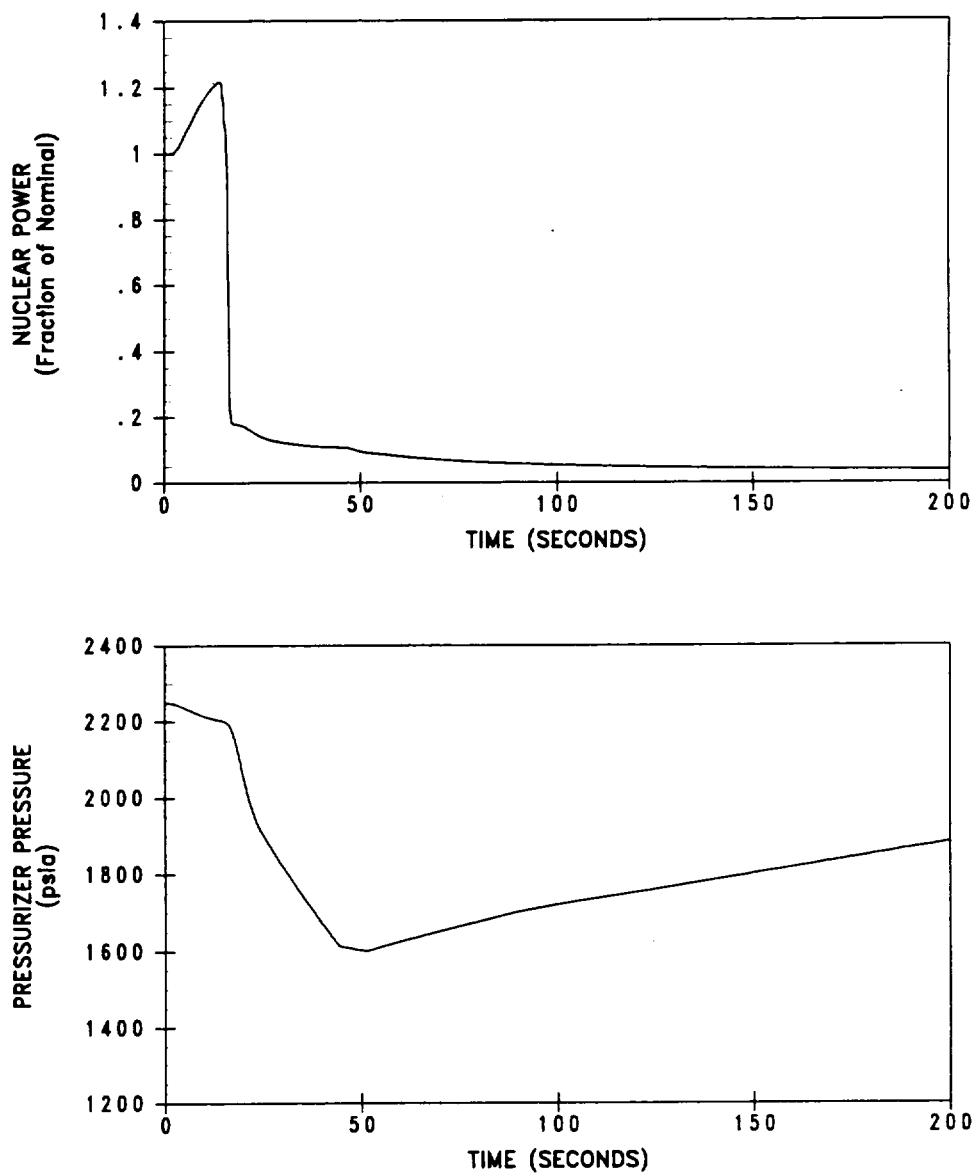 1.4
1.2
1
.8
.6
.4
.2
0
NUCLEAR POWER
(Fraction of Nominal)
0 50 100 150 200
TIME (SECONDS)
2400
2200
2000
1800
1600
1400
1200
PRESSURIZER PRESSURE
(psia)
0 50 100 150 200
TIME (SECONDS)